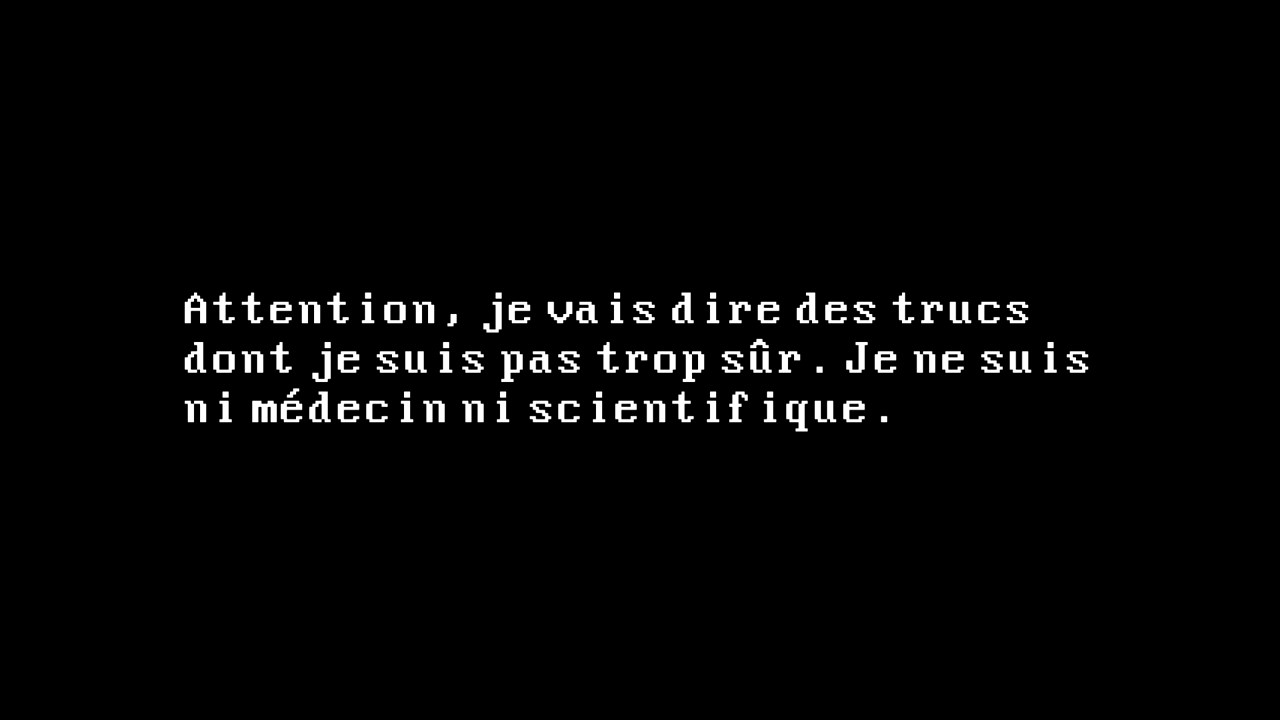 Attention, je vais dire des trucs
dont je suis pas trop sûr. Je ne suis
ni médecin ni scientifique.